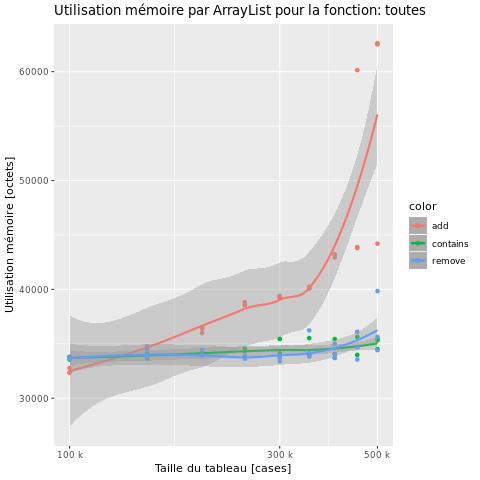 Utilisation mémoire par ArrayList pour la fonction: toutes
Utilisation mémoire [octets]
60000
50000
40000
30000
100 k
300 k
500 k
Taille du tableau [cases]
color
add
contains
remove